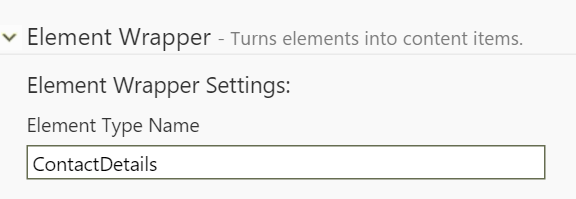 Element Wrapper - Turns elements into content items.
Element Wrapper Settings:
Element Type Name
ContactDetails